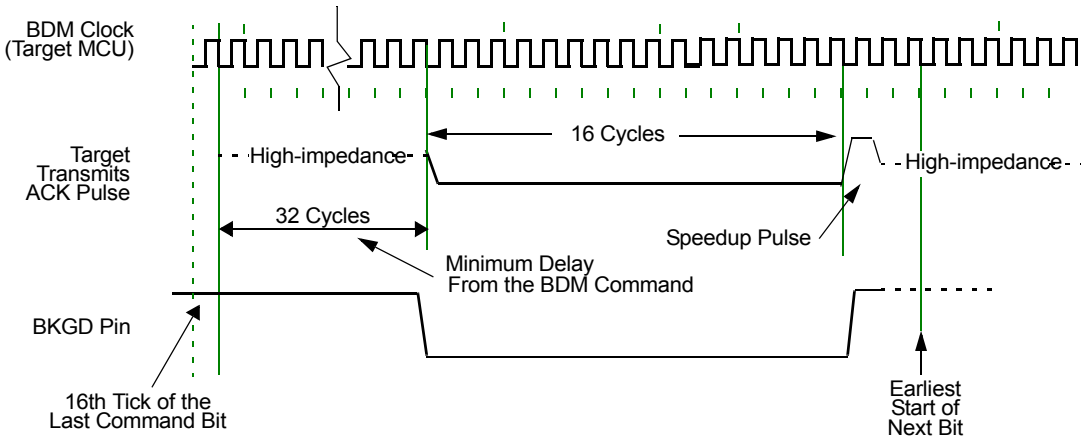 BDM Clock
(Target MCU)
16 Cycles
Target
Transmits
ACK Pulse
High-impedance
High-impedance
32 Cycles
Speedup Pulse
Minimum Delay
From the BDM Command
BKGD Pin
16th Tick of the
Last Command Bit
Earliest
Start of
Next Bit